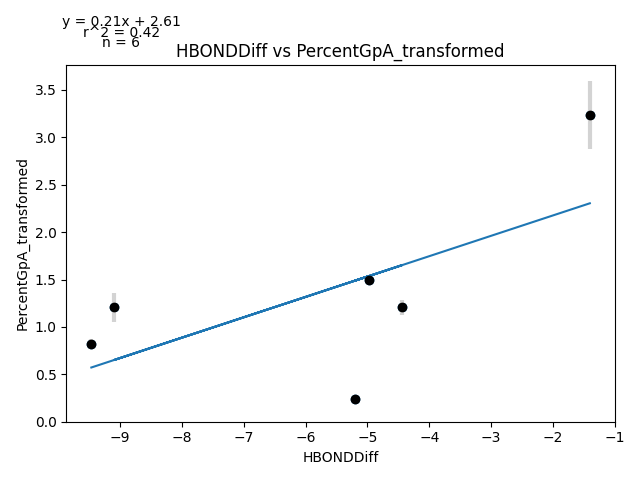 y = 0.21x + 2.61
r^2 = 0.42
n = 6
HBONDDiff vs PercentGpA_transformed
PercentGpA_transformed
3.5
3.0
2.5
2.0
1.5
1.0
0.5
0.0
−9
−8
−7
−6
−5
−4
−3
−2
−1
HBONDDiff